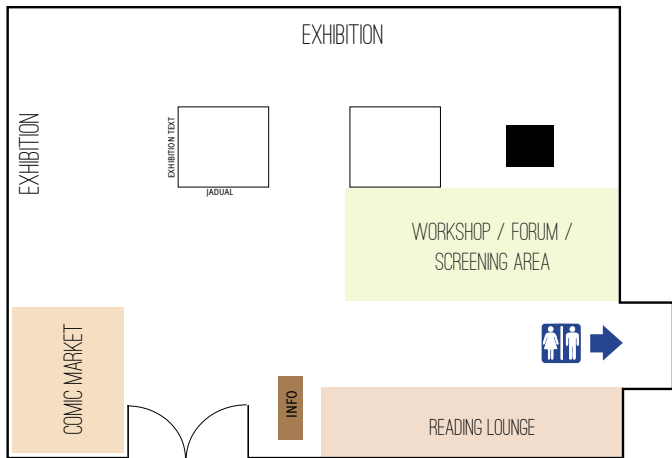 EXHIBITION
EXHIBITION
EXHIBITION TEXT
JADUAL
WORKSHOP / FORUM /
SCREENING AREA
COMIC MARKET
INFO
READING LOUNGE